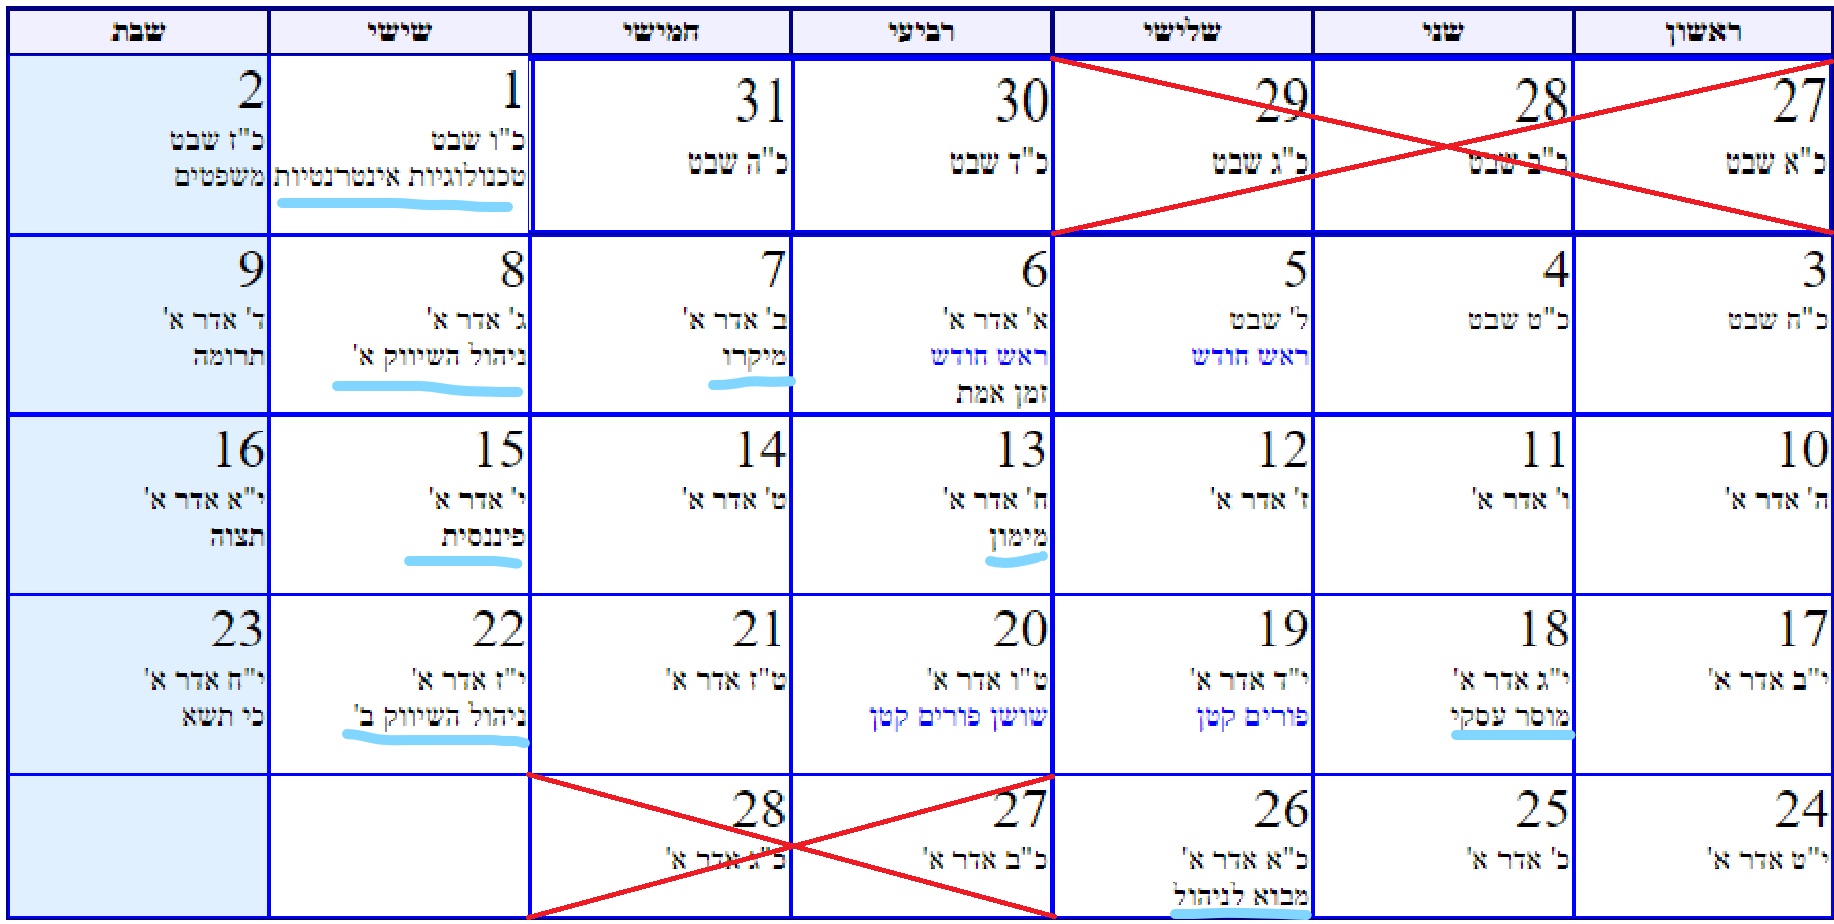 ראשון שני שלישי רביעי חמישי שישי שבת
27 28 29 30 31 1 2
כ"א שבט כ"ב שבט כ"ג שבט כ"ד שבט כ"ה שבט כ"ו שבט כ"ז שבט
טכנולוגיות אינטרנטיות משפטים
3 4 5 6 7 8 9
כ"ח שבט כ"ט שבט ל' שבט א' אדר א' ב' אדר א' ג' אדר א' ד' אדר א'
ראש חודש ראש חודש מיקרו ניהול השיווק א' תרומה
זמן אמת
10 11 12 13 14 15 16
ה' אדר א' ו' אדר א' ז' אדר א' ח' אדר א' ט' אדר א' י' אדר א' י"א אדר א'
מימון פיננסית תצוה
17 18 19 20 21 22 23
י"ב אדר א' י"ג אדר א' י"ד אדר א' ט"ו אדר א' ט"ז אדר א' י"ז אדר א' י"ח אדר א'
מוסר עסקי פורים קטן שושן פורים קטן ניהול השיווק ב' כי תשא
24 25 26 27 28
י"ט אדר א' כ' אדר א' כ"א אדר א' כ"ב אדר א' כ"ג אדר א'
מבוא לניהול